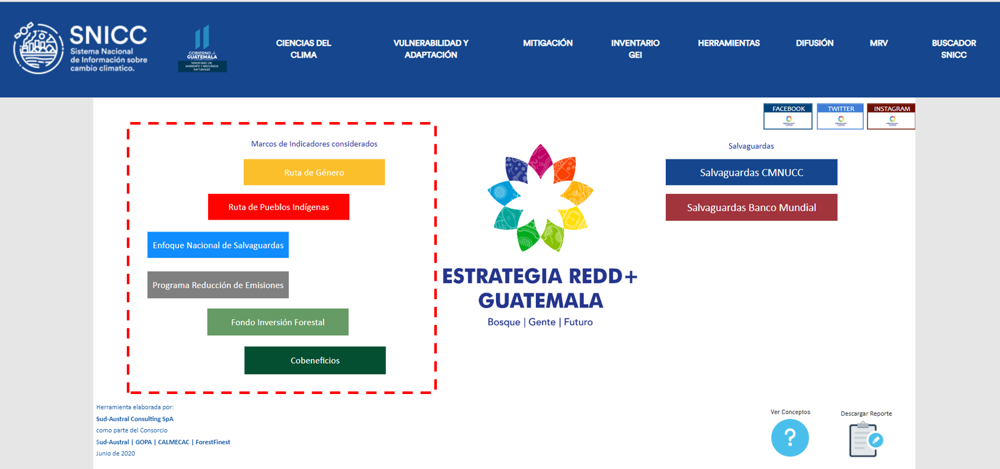 SNICC
Sistema Nacional
de Información sobre
cambio climatico.
GOBIERNO de
GUATEMALA
MINISTERIO DE
AMBIENTE Y RECURSOS
NATURALES
CIENCIAS DEL
CLIMA
VULNERABILIDAD Y
ADAPTACIÓN
MITIGACIÓN
INVENTARIO
GEI
HERRAMIENTAS
DIFUSIÓN
MRV
BUSCADOR
SNICC
FACEBOOK
TWITTER
INSTAGRAM
Marcos de Indicadores considerados
Ruta de Género
Ruta de Pueblos Indígenas
Enfoque Nacional de Salvaguardas
Programa Reducción de Emisiones
Fondo Inversión Forestal
Cobeneficios
ESTRATEGIA REDD+
GUATEMALA
Bosque | Gente | Futuro
Salvaguardas
Salvaguardas CMNUCC
Salvaguardas Banco Mundial
Herramienta elaborada por:
Sud-Austral Consulting SpA
como parte del Consorcio
Sud-Austral | GOPA | CALMECAC | ForestFinest
Junio de 2020
Ver Conceptos
?
Descargar Reporte